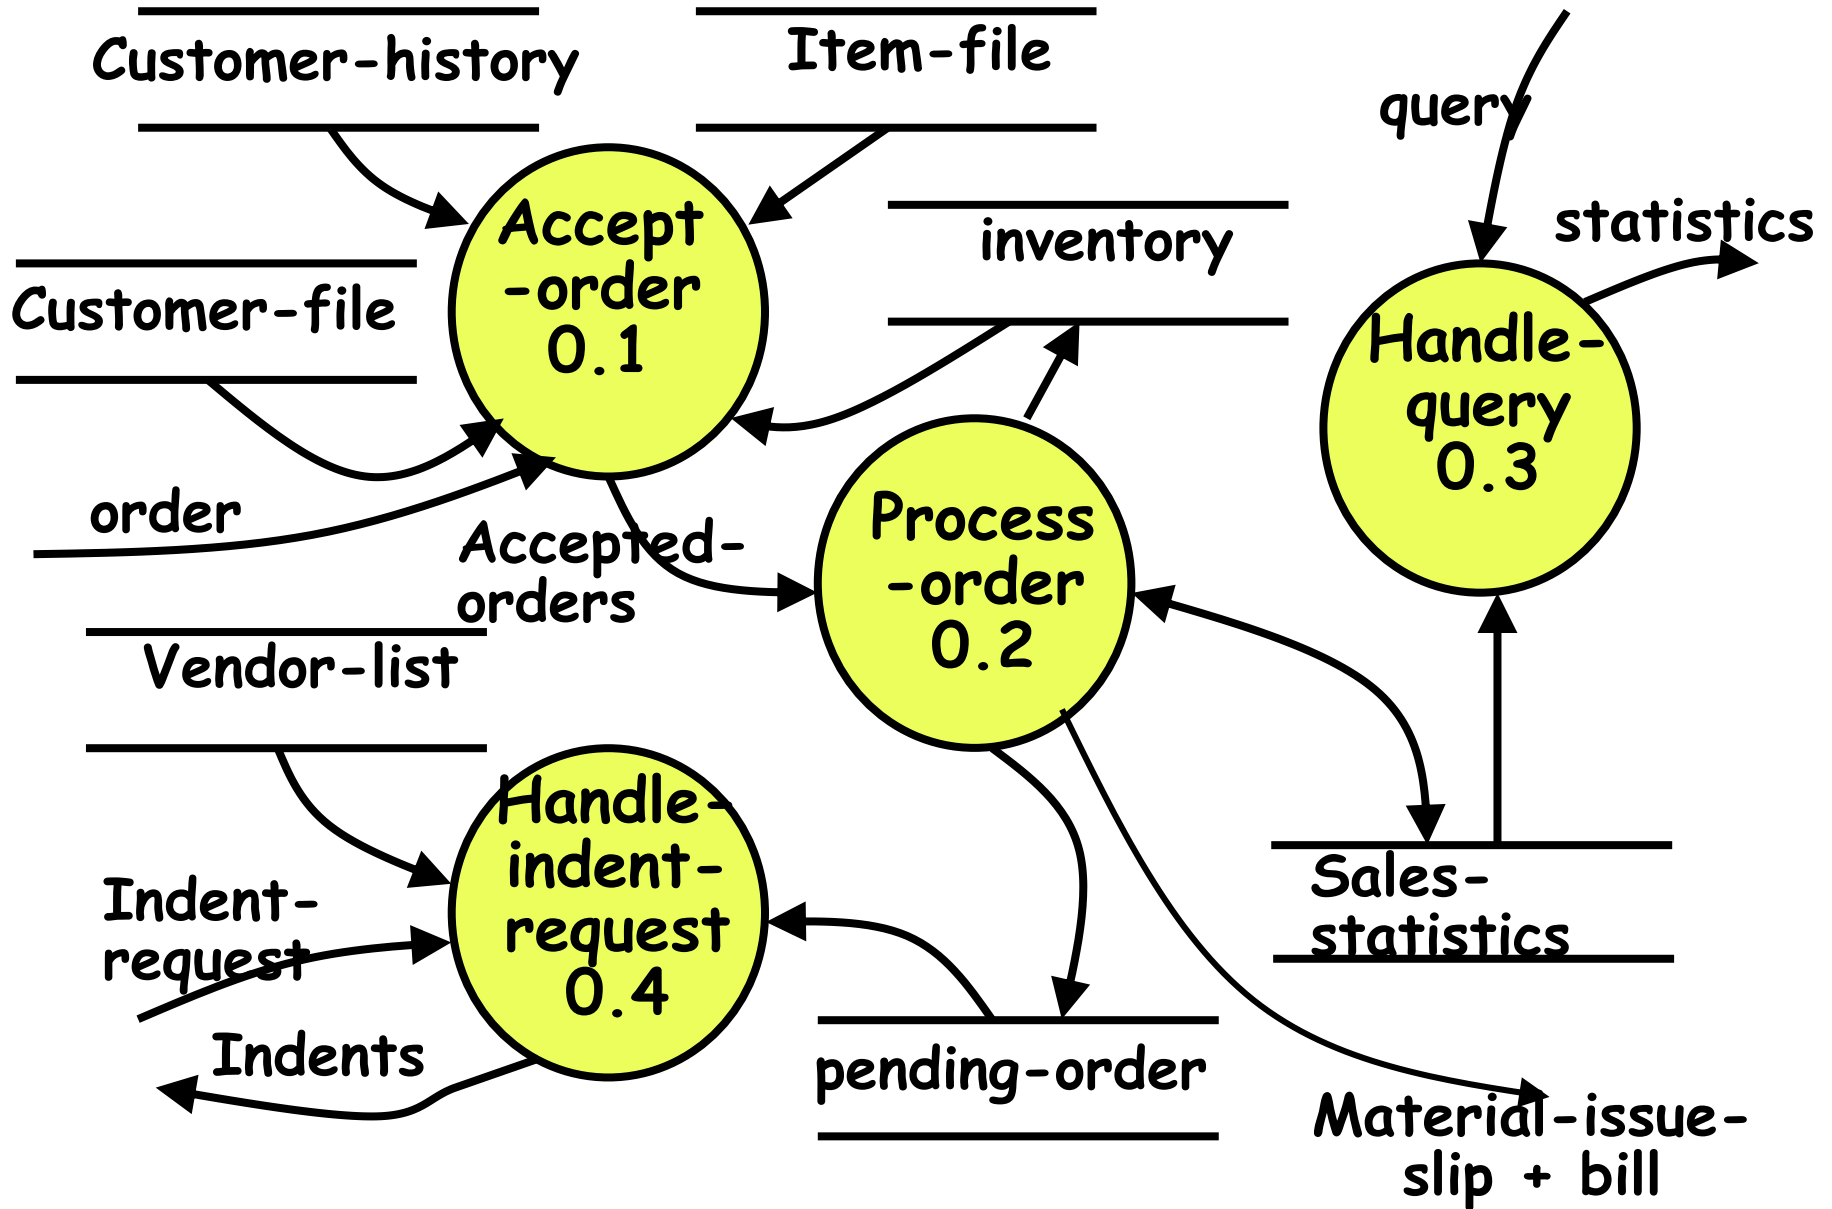 Customer-history
Item-file
query
statistics
inventory
Accept
-order
0.1
Customer-file
Handle-
query
0.3
order
Accepted-
orders
Process
-order
0.2
Vendor-list
Handle-
indent-
request
0.4
Indent-
request
Indents
Sales-
statistics
pending-order
Material-issue-
slip + bill